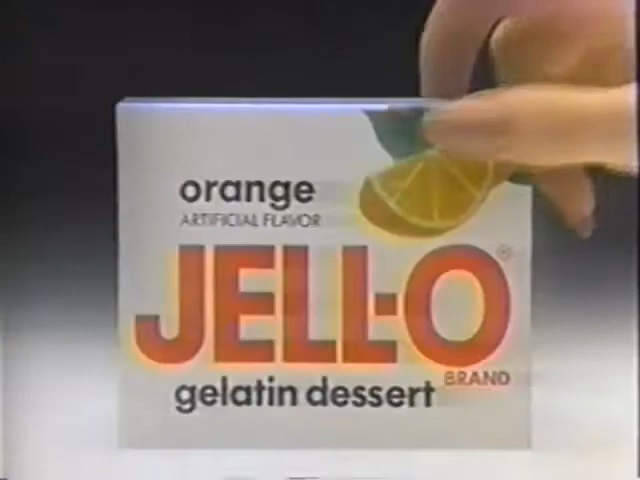 orange
ARTIFICIAL FLAVOR
JELL-O®
BRAND
gelatin dessert